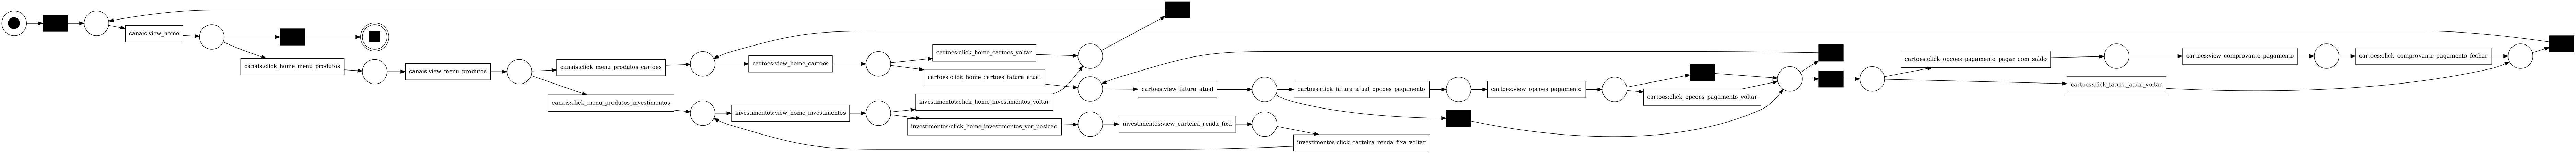 canais:view_home
canais:click_home_menu_produtos
canais:view_menu_produtos
canais:click_menu_produtos_cartoes
canais:click_menu_produtos_investimentos
cartoes:view_home_cartoes
investimentos:view_home_investimentos
cartoes:click_home_cartoes_voltar
cartoes:click_home_cartoes_fatura_atual
investimentos:click_home_investimentos_voltar
investimentos:click_home_investimentos_ver_posicao
cartoes:view_fatura_atual
investimentos:view_carteira_renda_fixa
cartoes:click_fatura_atual_opcoes_pagamento
investimentos:click_carteira_renda_fixa_voltar
cartoes:view_opcoes_pagamento
cartoes:click_opcoes_pagamento_voltar
cartoes:click_opcoes_pagamento_pagar_com_saldo
cartoes:click_fatura_atual_voltar
cartoes:view_comprovante_pagamento
cartoes:click_comprovante_pagamento_fechar